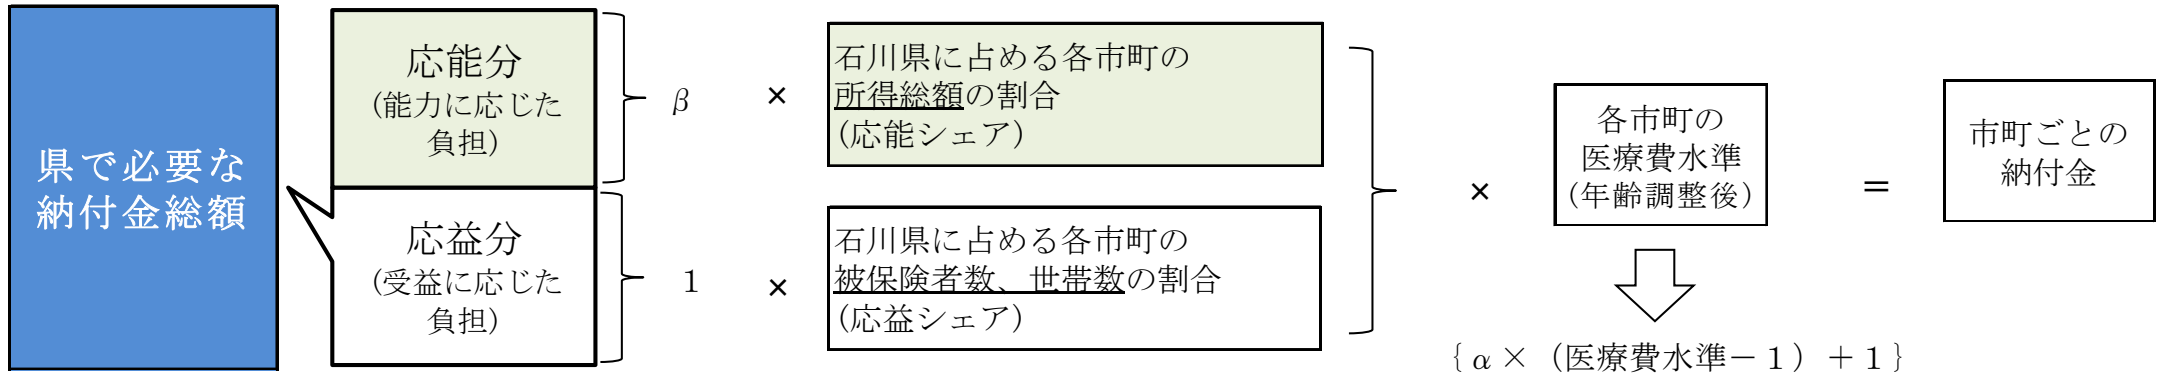 県で必要な
納付金総額
応能分
(能力に応じた
負担)
β
×
石川県に占める各市町の
所得総額の割合
(応能シェア)
応益分
(受益に応じた
負担)
1
×
石川県に占める各市町の
被保険者数、世帯数の割合
(応益シェア)
×
各市町の
医療費水準
(年齢調整後)
=
市町ごとの
納付金
{α×(医療費水準-1)+1}